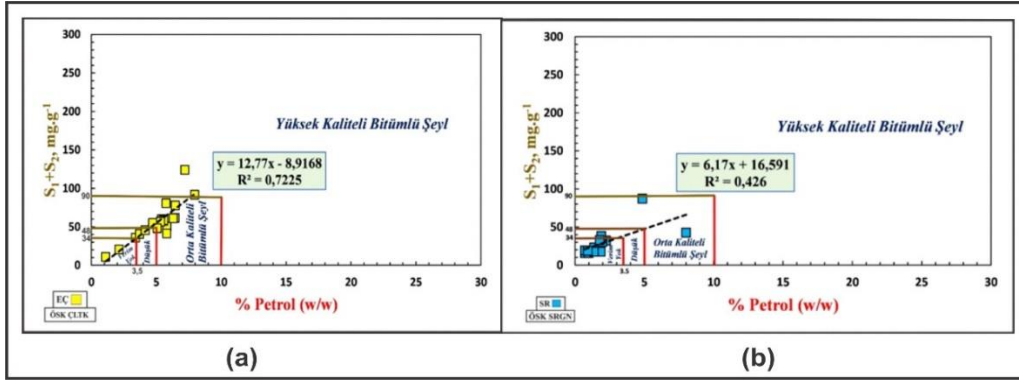 300
250
200
150
100
90
50
48
34
0
S₁+S₂, mg.g⁻¹
Yüksek Kaliteli Bitümlü Şeyl
y = 12,77x - 8,9168
R² = 0,7225
Verim
Yok
Düşük
Orta Kaliteli
Bitümlü Şeyl
3,5
0 5 10 15 20 25 30
% Petrol (w/w)
EÇ
ÖSK ÇLTK
(a)
300
250
200
150
100
90
50
48
34
0
S₁+S₂, mg.g⁻¹
Yüksek Kaliteli Bitümlü Şeyl
y = 6,17x + 16,591
R² = 0,426
Verim
Yok
Düşük
Orta Kaliteli
Bitümlü Şeyl
3.5
0 5 10 15 20 25 30
% Petrol (w/w)
SR
ÖSK SRGN
(b)